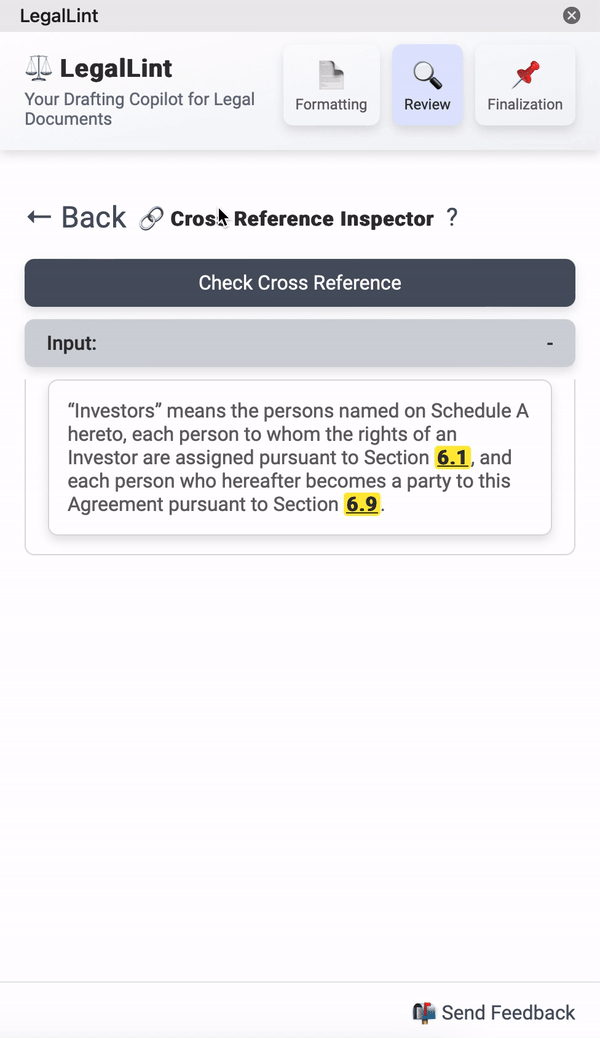 LegalLint
LegalLint
Your Drafting Copilot for Legal
Documents
Formatting
Review
Finalization
← Back
Cross Reference Inspector ?
Check Cross Reference
Input: -
“Investors” means the persons named on Schedule A
hereto, each person to whom the rights of an
Investor are assigned pursuant to Section 6.1, and
each person who hereafter becomes a party to this
Agreement pursuant to Section 6.9.
Send Feedback